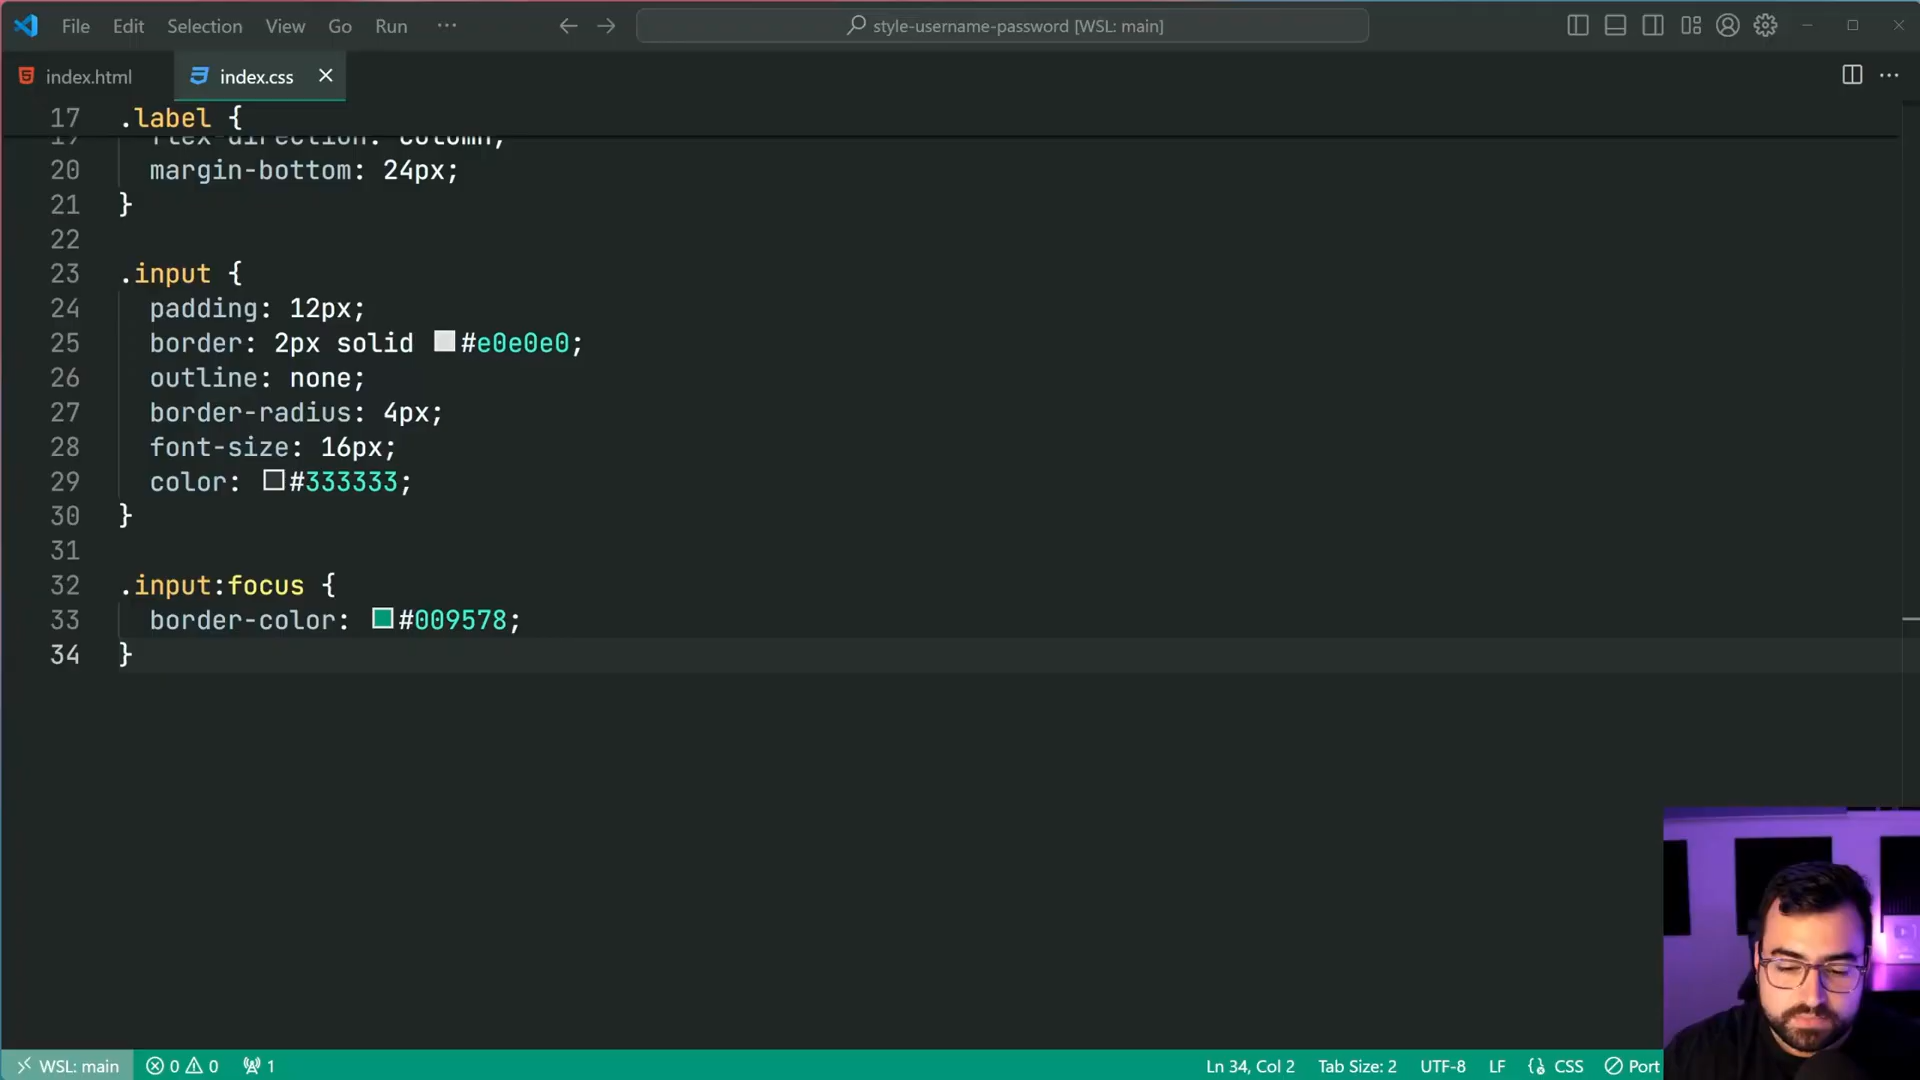 File Edit Selection View Go Run ··· style-username-password [WSL: main]
index.html index.css
17 .label {
19 flex-direction: column;
20 margin-bottom: 24px;
21 }
22
23 .input {
24 padding: 12px;
25 border: 2px solid #e0e0e0;
26 outline: none;
27 border-radius: 4px;
28 font-size: 16px;
29 color: #333333;
30 }
31
32 .input:focus {
33 border-color: #009578;
34 }
WSL: main 0 0 1 Ln 34, Col 2 Tab Size: 2 UTF-8 LF CSS Port